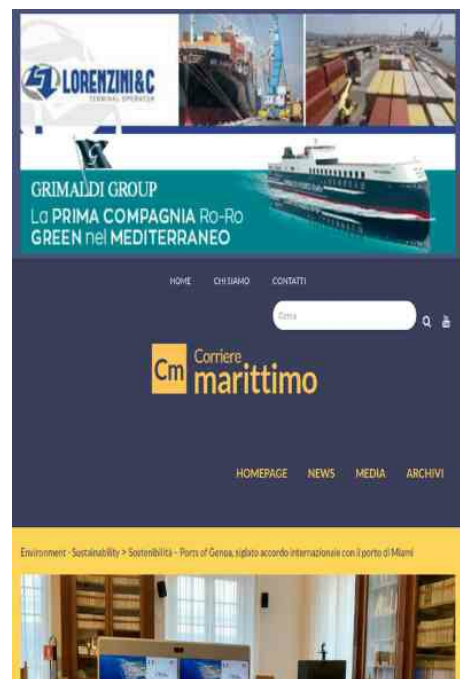 LORENZINI&C
TERMINAL OPERATOR
GRIMALDI GROUP
La PRIMA COMPAGNIA Ro-Ro
GREEN nel MEDITERRANEO
HOME CHI SIAMO CONTATTI
Cerca
Cm Corriere
marittimo
HOMEPAGE NEWS MEDIA ARCHIVI
Environment - Sustainability > Sostenibilità – Ports of Genoa, siglato accordo internazionale con il porto di Miami